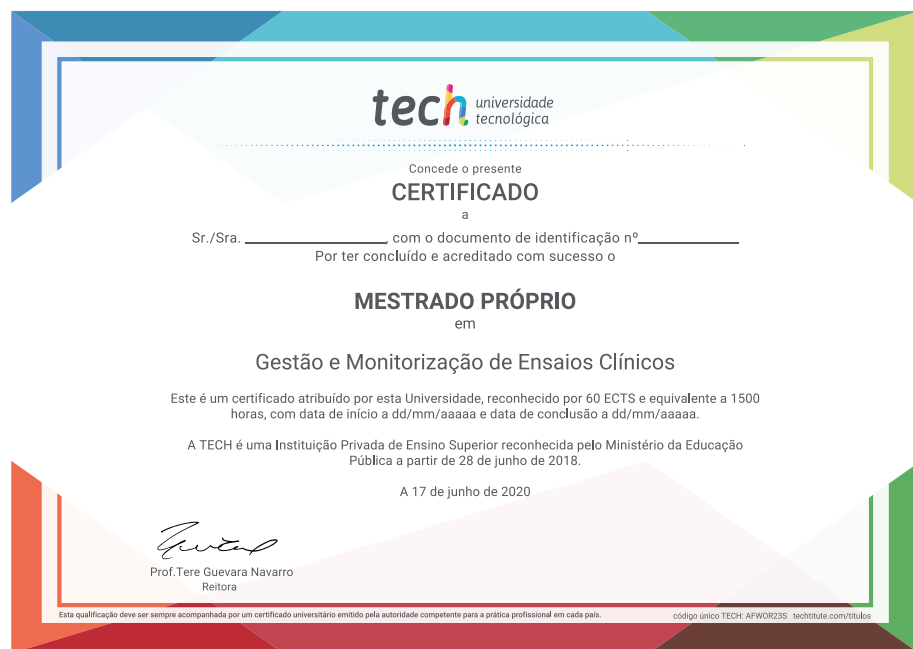 tech universidade
tecnológica
Concede o presente
CERTIFICADO
a
Sr./Sra. ________________, com o documento de identificação nº____________
Por ter concluído e acreditado com sucesso o
MESTRADO PRÓPRIO
em
Gestão e Monitorização de Ensaios Clínicos
Este é um certificado atribuído por esta Universidade, reconhecido por 60 ECTS e equivalente a 1500
horas, com data de início a dd/mm/aaaaa e data de conclusão a dd/mm/aaaaa.
A TECH é uma Instituição Privada de Ensino Superior reconhecida pelo Ministério da Educação
Pública a partir de 28 de junho de 2018.
A 17 de junho de 2020
Prof.Tere Guevara Navarro
Reitora
Esta qualificação deve ser sempre acompanhada por um certificado universitário emitido pela autoridade competente para a prática profissional em cada país.
código único TECH: AFWOR23S techtitute.com/titulos